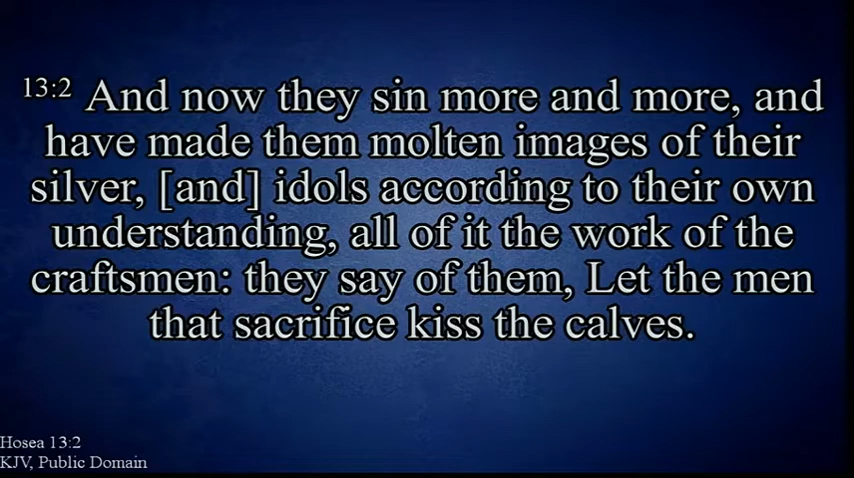 13:2 And now they sin more and more, and
have made them molten images of their
silver, [and] idols according to their own
understanding, all of it the work of the
craftsmen: they say of them, Let the men
that sacrifice kiss the calves.
Hosea 13:2
KJV, Public Domain